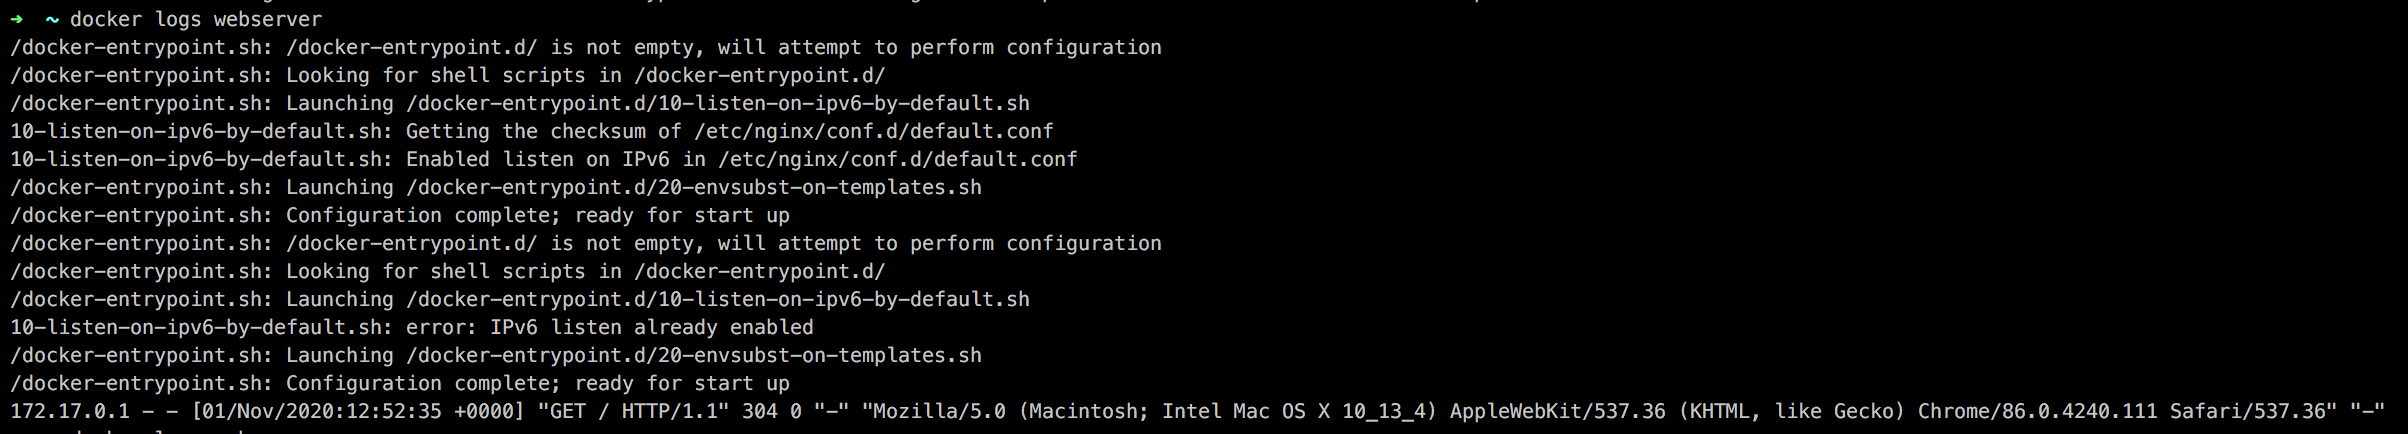 ➜  ~ docker logs webserver
/docker-entrypoint.sh: /docker-entrypoint.d/ is not empty, will attempt to perform configuration
/docker-entrypoint.sh: Looking for shell scripts in /docker-entrypoint.d/
/docker-entrypoint.sh: Launching /docker-entrypoint.d/10-listen-on-ipv6-by-default.sh
10-listen-on-ipv6-by-default.sh: Getting the checksum of /etc/nginx/conf.d/default.conf
10-listen-on-ipv6-by-default.sh: Enabled listen on IPv6 in /etc/nginx/conf.d/default.conf
/docker-entrypoint.sh: Launching /docker-entrypoint.d/20-envsubst-on-templates.sh
/docker-entrypoint.sh: Configuration complete; ready for start up
/docker-entrypoint.sh: /docker-entrypoint.d/ is not empty, will attempt to perform configuration
/docker-entrypoint.sh: Looking for shell scripts in /docker-entrypoint.d/
/docker-entrypoint.sh: Launching /docker-entrypoint.d/10-listen-on-ipv6-by-default.sh
10-listen-on-ipv6-by-default.sh: error: IPv6 listen already enabled
/docker-entrypoint.sh: Launching /docker-entrypoint.d/20-envsubst-on-templates.sh
/docker-entrypoint.sh: Configuration complete; ready for start up
172.17.0.1 - - [01/Nov/2020:12:52:35 +0000] "GET / HTTP/1.1" 304 0 "-" "Mozilla/5.0 (Macintosh; Intel Mac OS X 10_13_4) AppleWebKit/537.36 (KHTML, like Gecko) Chrome/86.0.4240.111 Safari/537.36" "-"